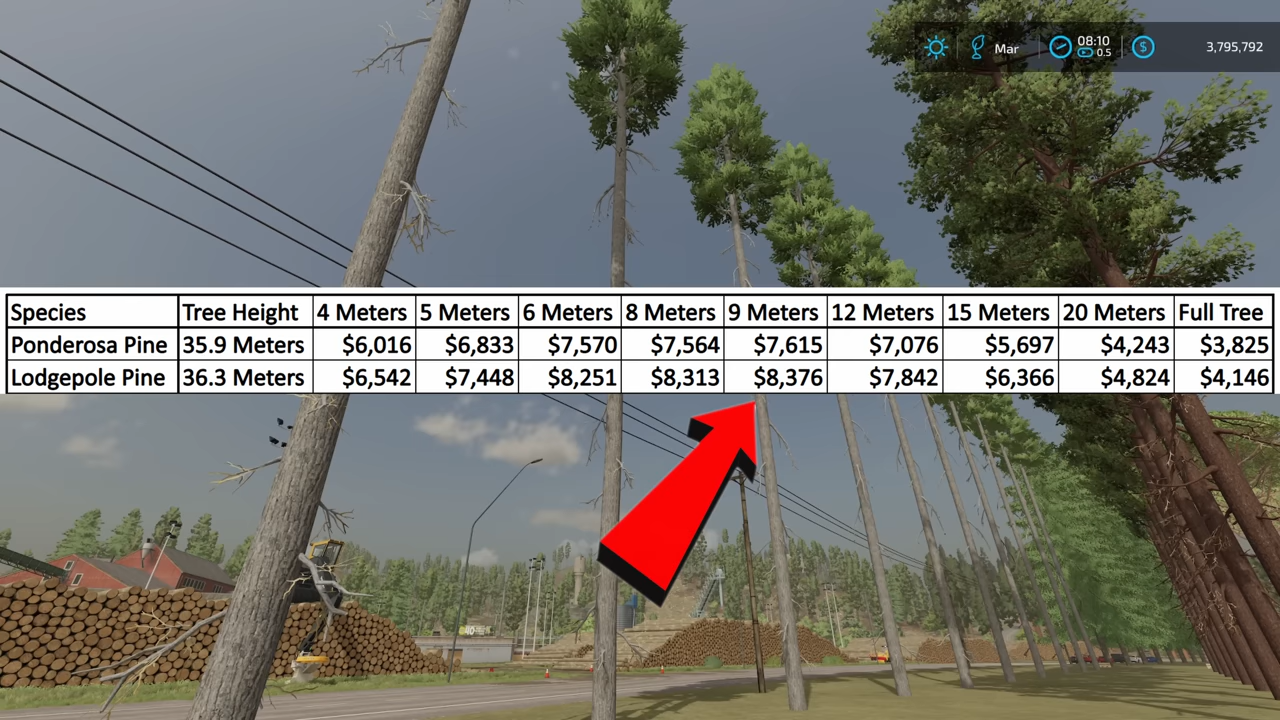 Mar
08:10
0.5
3,795,792
Species Tree Height 4 Meters 5 Meters 6 Meters 8 Meters 9 Meters 12 Meters 15 Meters 20 Meters Full Tree
Ponderosa Pine 35.9 Meters $6,016 $6,833 $7,570 $7,564 $7,615 $7,076 $5,697 $4,243 $3,825
Lodgepole Pine 36.3 Meters $6,542 $7,448 $8,251 $8,313 $8,376 $7,842 $6,366 $4,824 $4,146